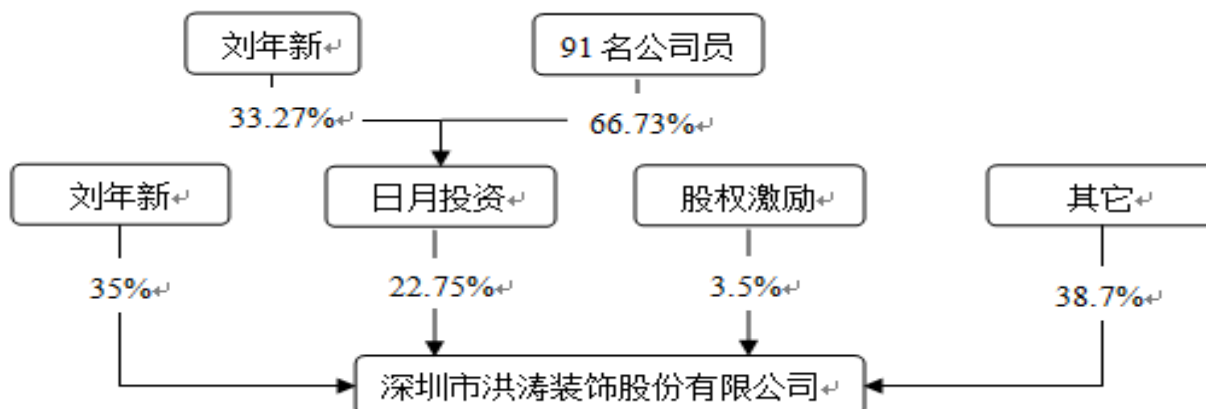 刘年新
91 名公司员
33.27%
66.73%
刘年新
日月投资
股权激励
其它
35%
22.75%
3.5%
38.7%
深圳市洪涛装饰股份有限公司